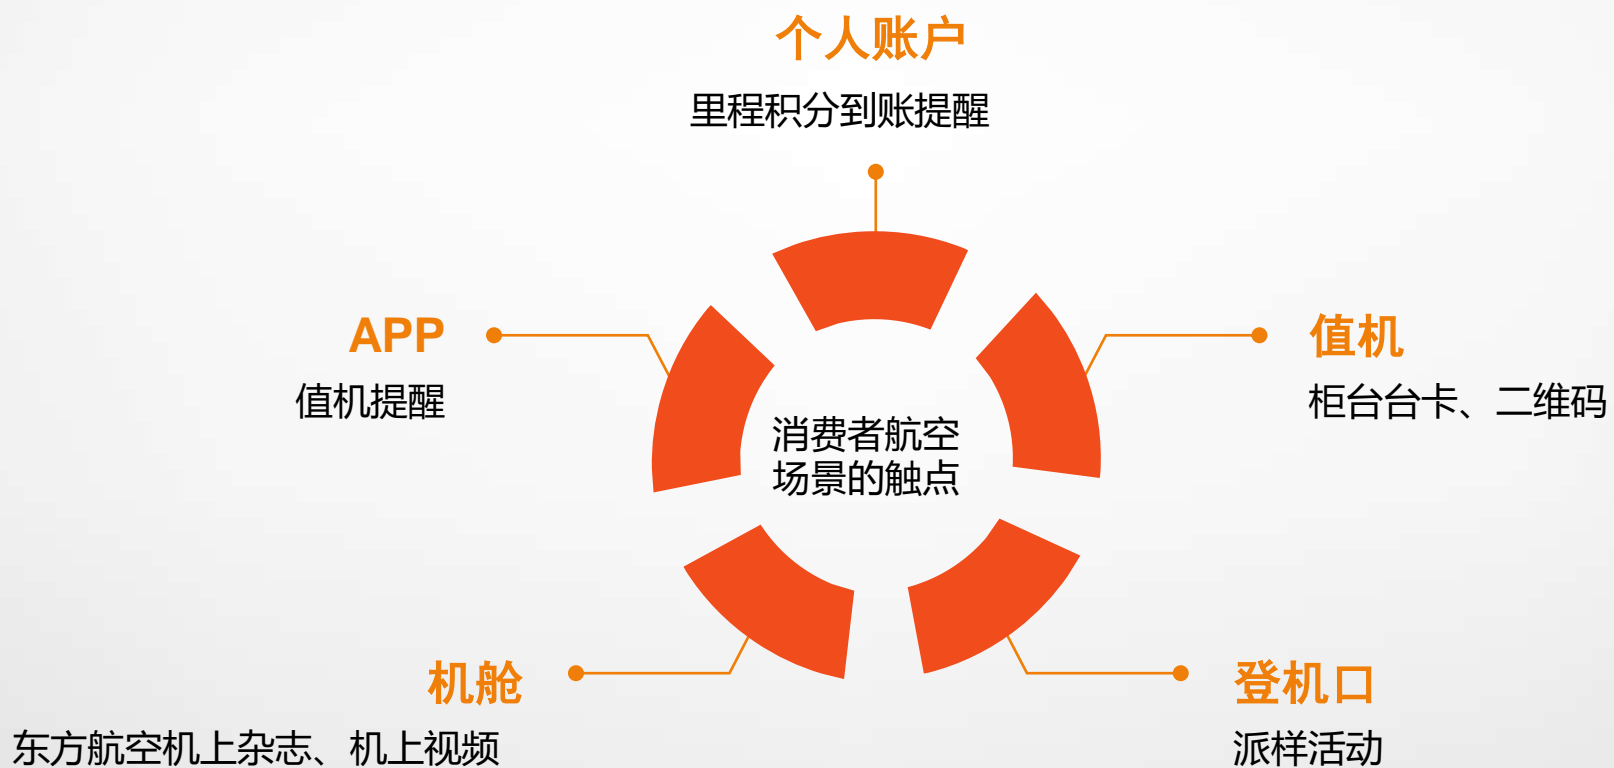 个人账户
里程积分到账提醒
APP
值机提醒
值机
柜台台卡、二维码
消费者航空
场景的触点
机舱
东方航空机上杂志、机上视频
登机口
派样活动